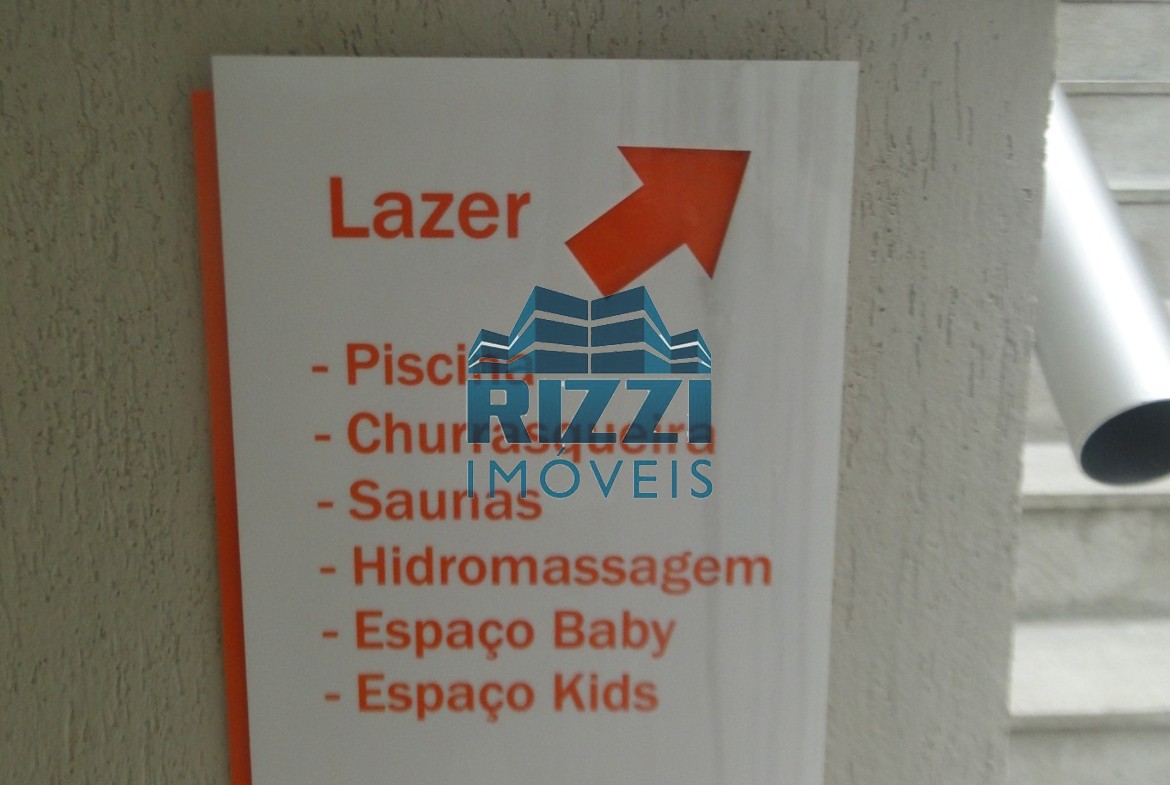 Lazer
- Piscina
- Churrasqueira
- Saunas
- Hidromassagem
- Espaço Baby
- Espaço Kids
RIZZI
IMÓVEIS